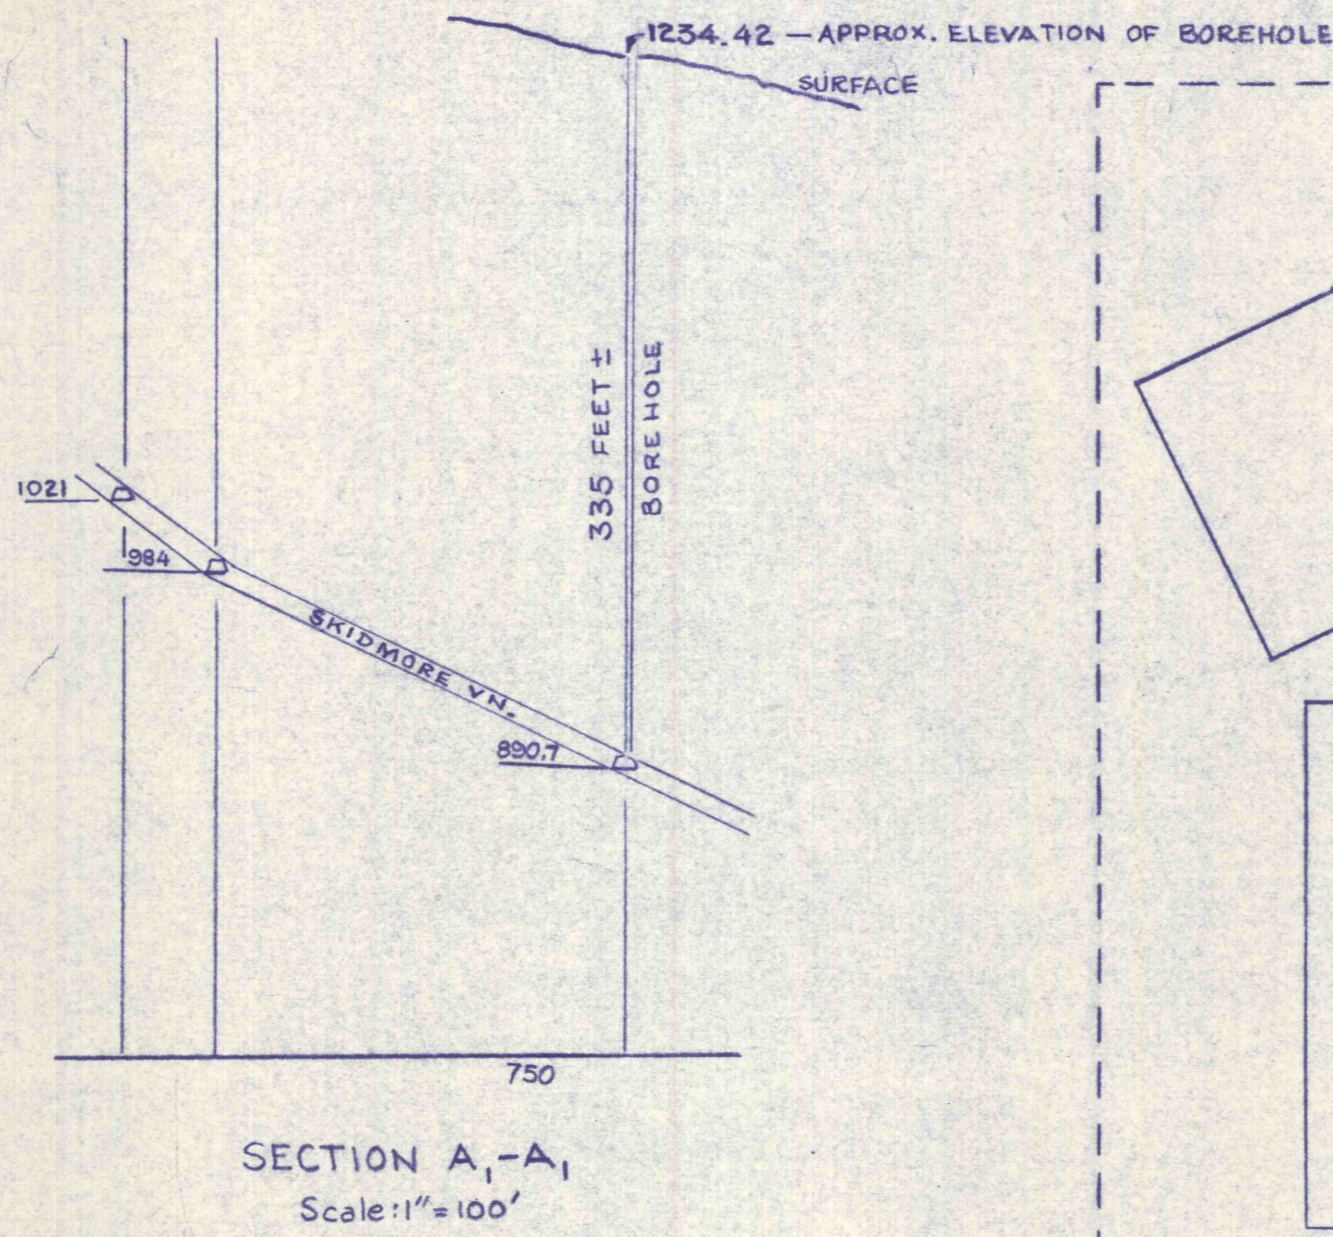 1234.42 — APPROX. ELEVATION OF BOREHOLE
SURFACE
335 FEET ±
BORE HOLE
1021
984
SKIDMORE VN.
890.7
750
SECTION A₁-A₁
Scale: 1" = 100'